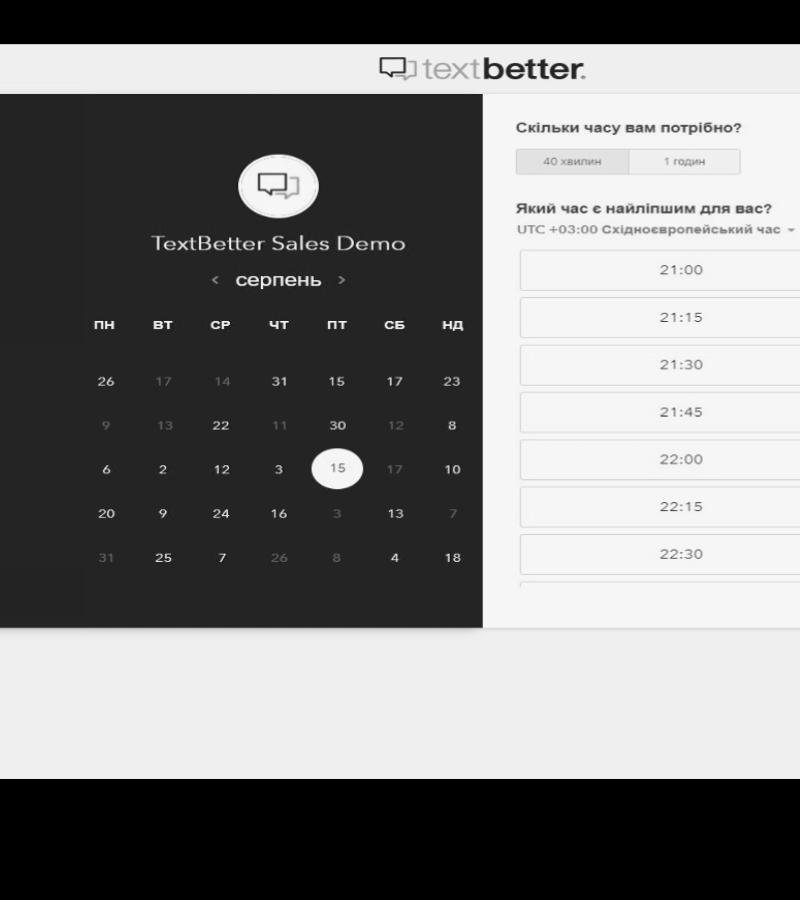 textbetter.
TextBetter Sales Demo
< серпень >
ПН ВТ СР ЧТ ПТ СБ НД
26 17 14 31 15 17 23
9 13 22 11 30 12 8
6 2 12 3 15 17 10
20 9 24 16 3 13 7
31 25 7 26 8 4 18
Скільки часу вам потрібно?
40 хвилин 1 годин
Який час є найліпшим для вас?
UTC +03:00 Східноєвропейський час
21:00
21:15
21:30
21:45
22:00
22:15
22:30